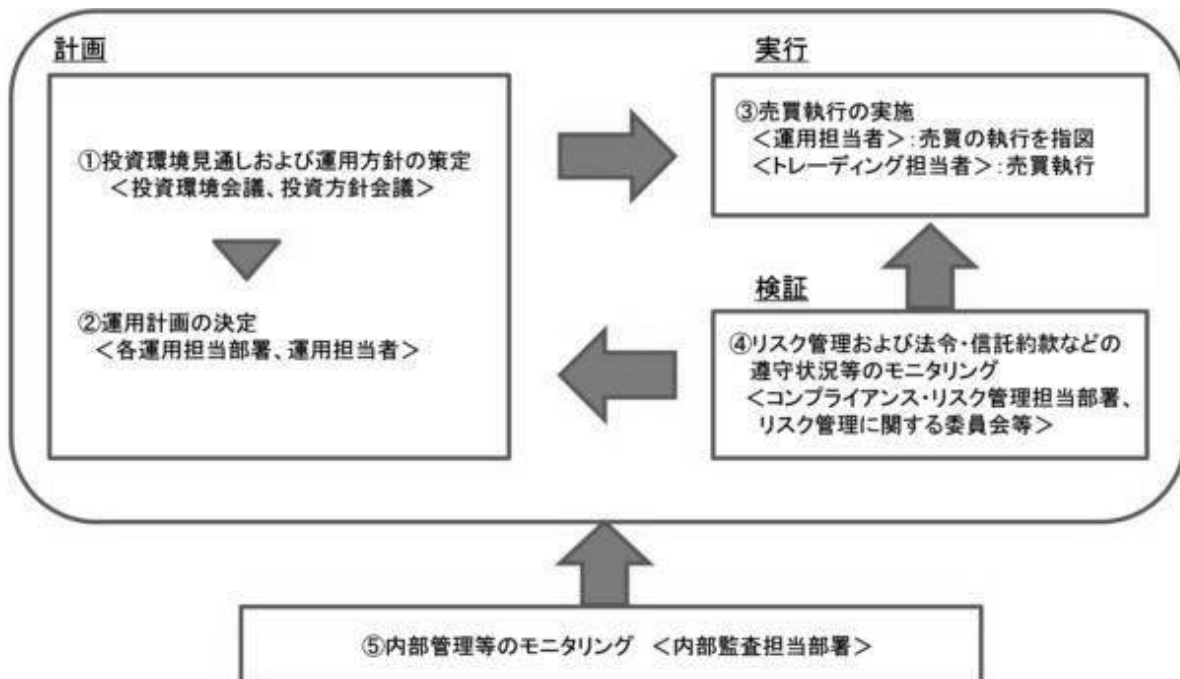 計画
①投資環境見通しおよび運用方針の策定
＜投資環境会議、投資方針会議＞
②運用計画の決定
＜各運用担当部署、運用担当者＞
実行
③売買執行の実施
＜運用担当者＞：売買の執行を指図
＜トレーディング担当者＞：売買執行
検証
④リスク管理および法令・信託約款などの
遵守状況等のモニタリング
＜コンプライアンス・リスク管理担当部署、
リスク管理に関する委員会等＞
⑤内部管理等のモニタリング ＜内部監査担当部署＞